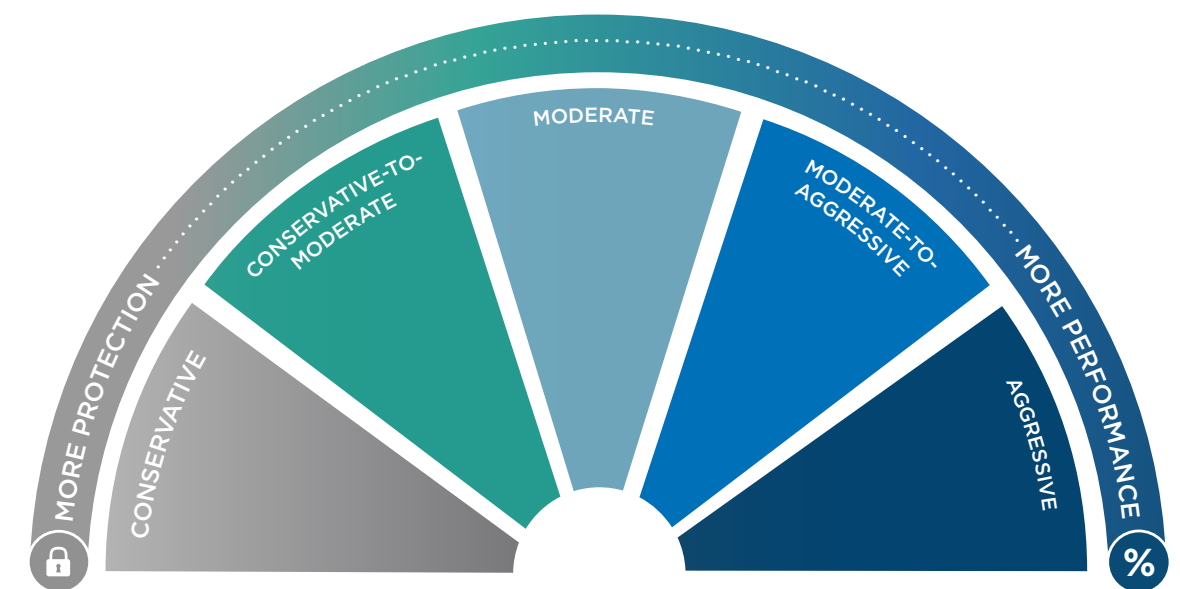 MORE PROTECTION
CONSERVATIVE
CONSERVATIVE-TO-
MODERATE
MODERATE
MODERATE-TO-
AGGRESSIVE
AGGRESSIVE
MORE PERFORMANCE
%